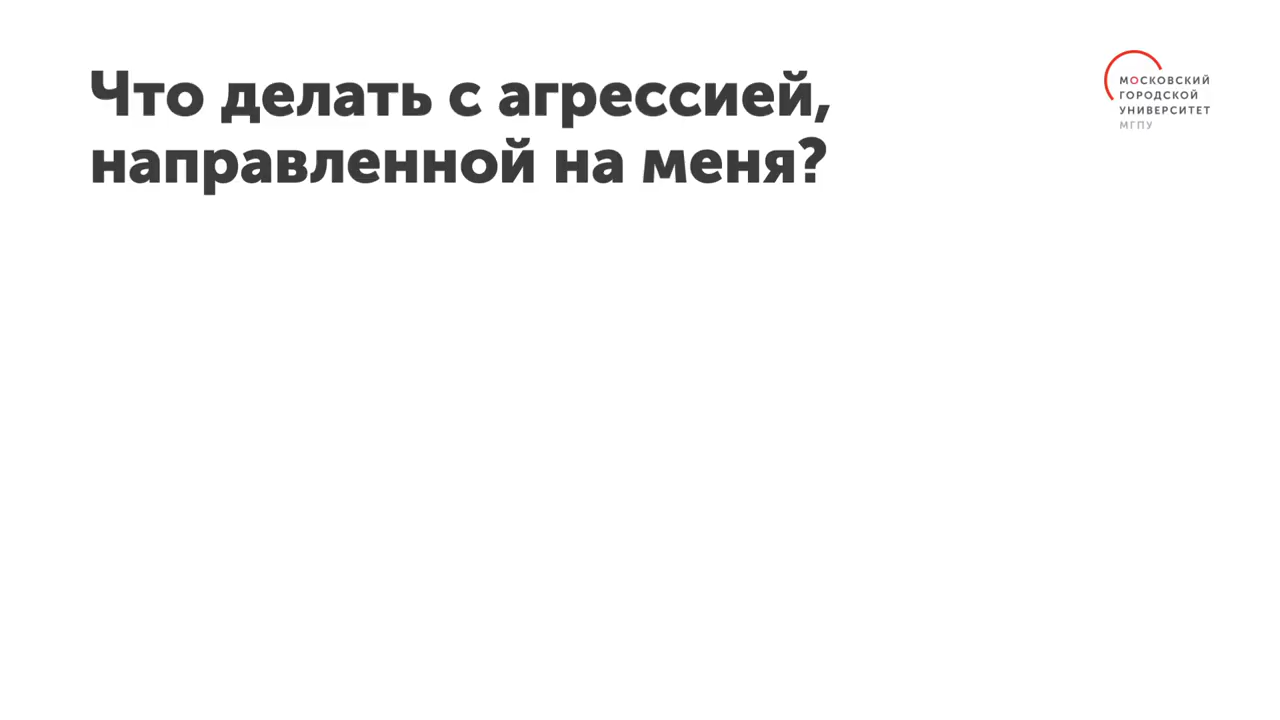 Что делать с агрессией,
направленной на меня?
МОСКОВСКИЙ
ГОРОДСКОЙ
УНИВЕРСИТЕТ
МГПУ